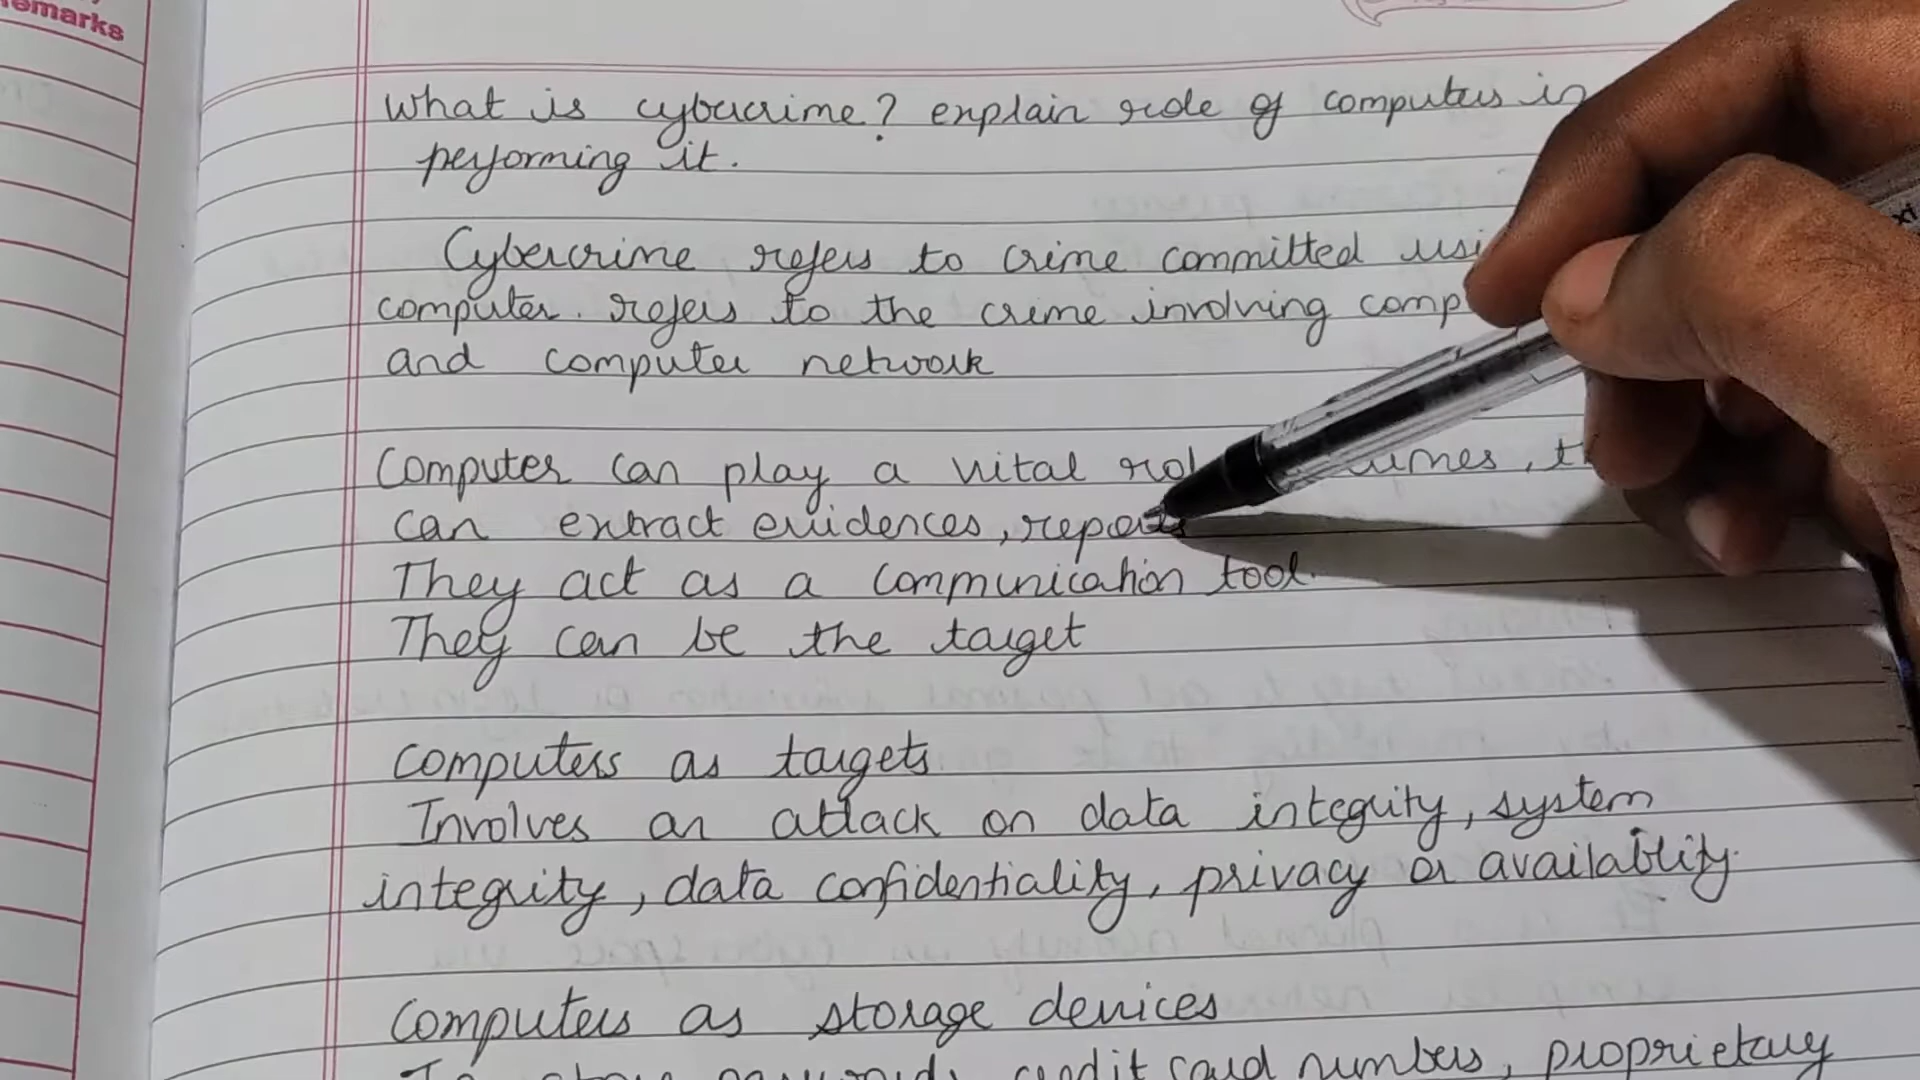 emarks
What is cybercrime? explain role of computers in
performing it.
Cybercrime refers to crime committed usi
computer. refers to the crime involving comp
and computer network
Computer can play a vital rol
can extract evidences, reports
They act as a communication tool.
They can be the target
Computers as targets
Involves an attack on data integrity, system
integrity, data confidentiality, privacy or availablity.
Computers as storage devices
credit card numbers, proprietary